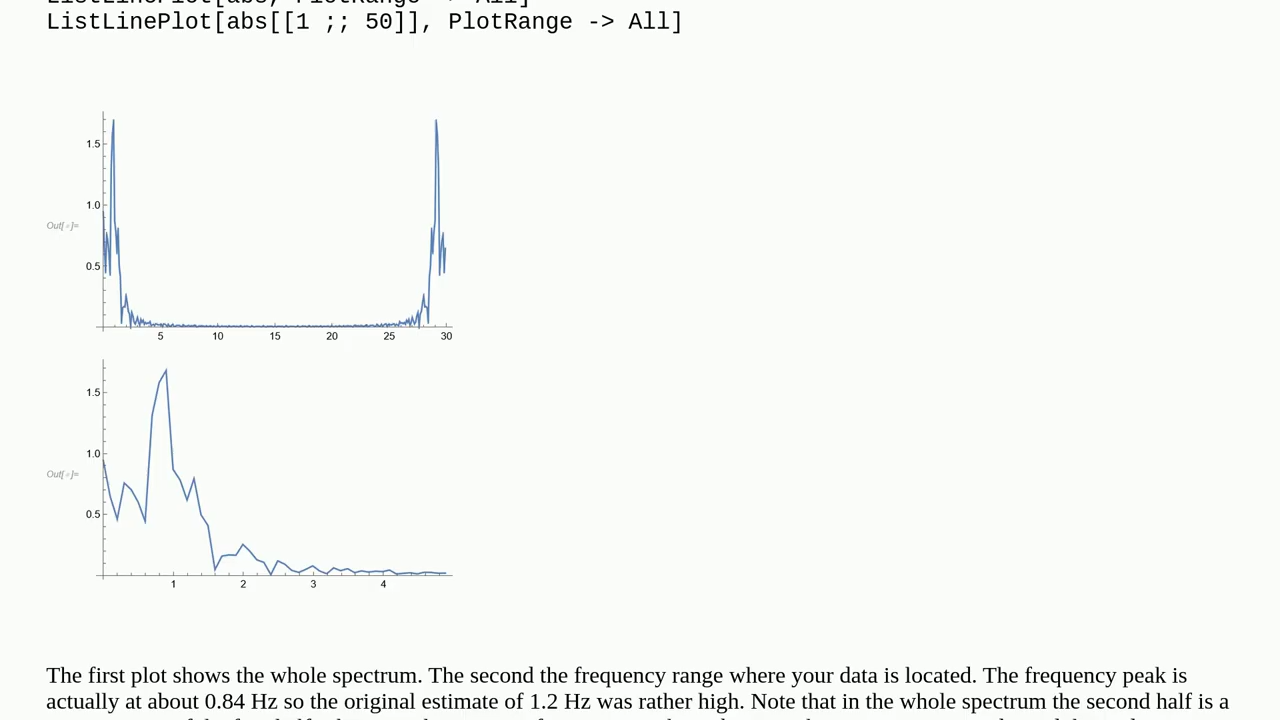 ListLinePlot[abs[[1 ;; 50]], PlotRange -> All]
1.5
1.0
Out[ ]=
0.5
5 10 15 20 25 30
1.5
1.0
Out[ ]=
0.5
1 2 3 4
The first plot shows the whole spectrum. The second the frequency range where your data is located. The frequency peak is
actually at about 0.84 Hz so the original estimate of 1.2 Hz was rather high. Note that in the whole spectrum the second half is a